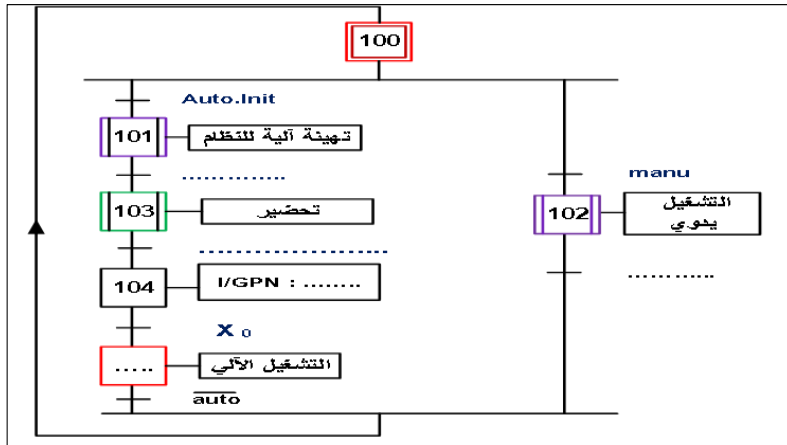 100
Auto.Init
101
تهيئة آلية للنظام
..............
manu
103
تحضير
102
التشغيل
يدوي
..........................
104
I/GPN : ........
............
X 0
.....
التشغيل الآلي
auto